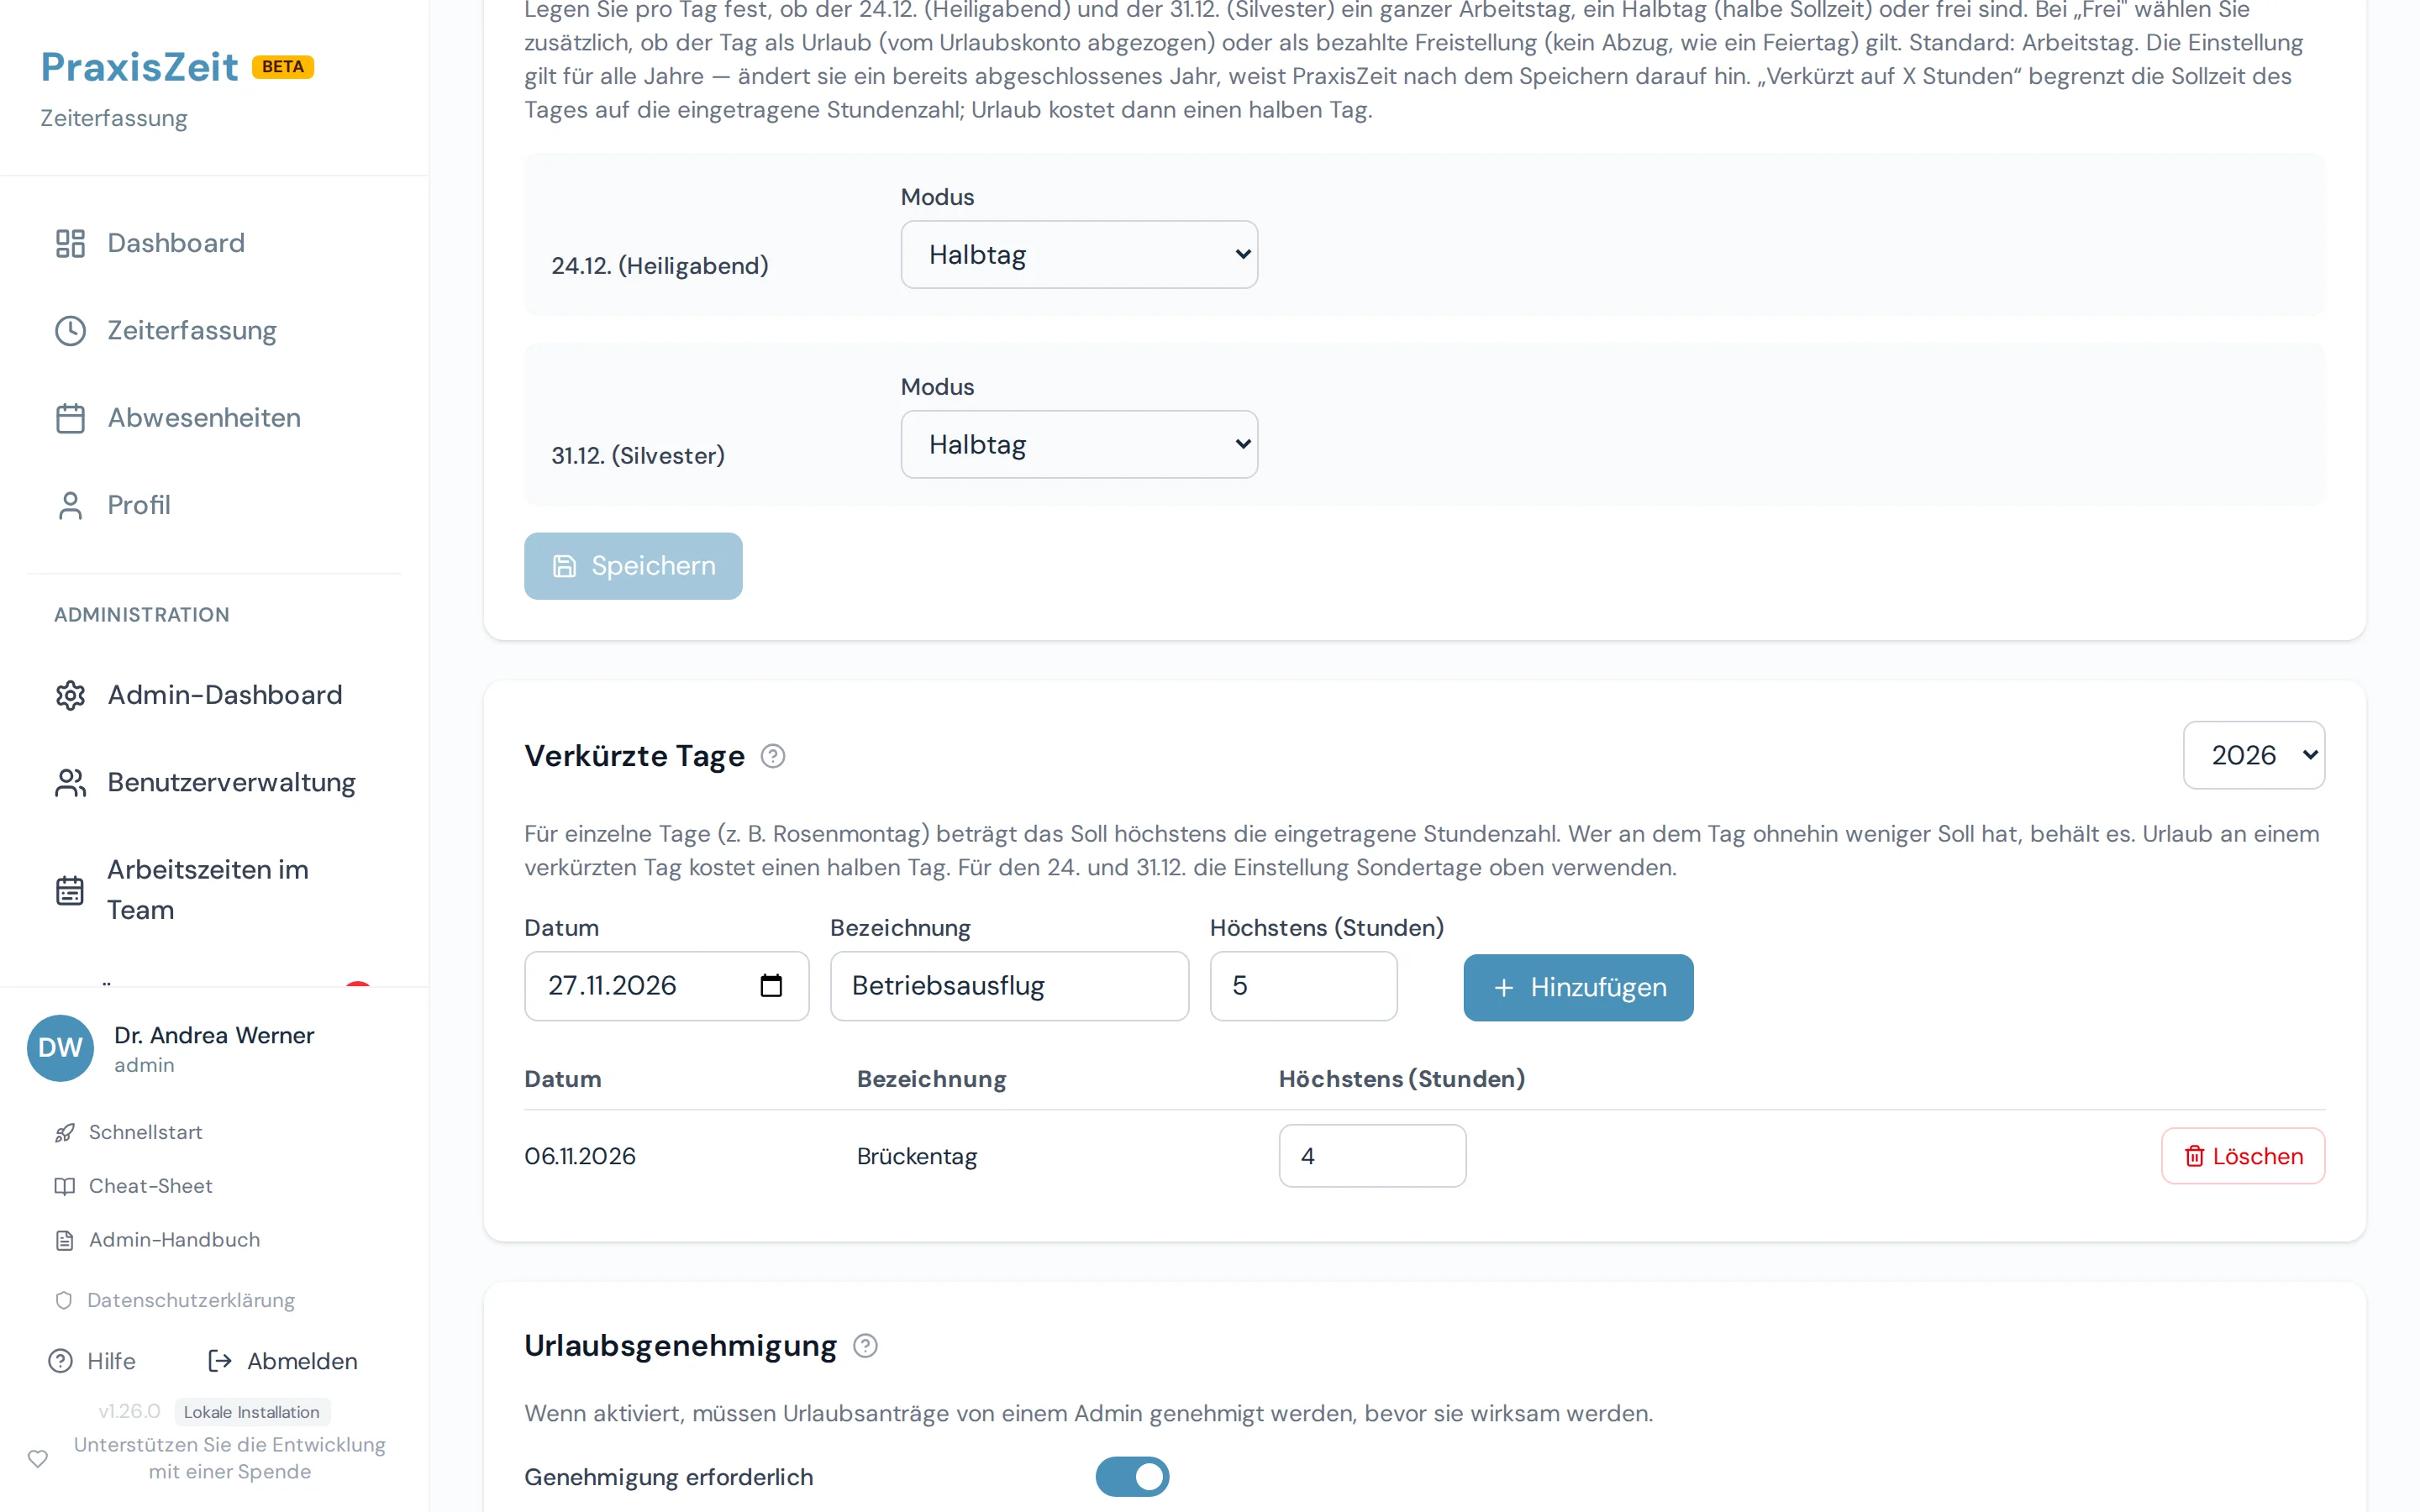 PraxisZeit BETA
Zeiterfassung
Dashboard
Zeiterfassung
Abwesenheiten
Profil
ADMINISTRATION
Admin-Dashboard
Benutzerverwaltung
Arbeitszeiten im
Team
DW
Dr. Andrea Werner
admin
Schnellstart
Cheat-Sheet
Admin-Handbuch
Datenschutzerklärung
Hilfe
Abmelden
v1.26.0 Lokale Installation
Unterstützen Sie die Entwicklung
mit einer Spende
Legen Sie pro Tag fest, ob der 24.12. (Heiligabend) und der 31.12. (Silvester) ein ganzer Arbeitstag, ein Halbtag (halbe Sollzeit) oder frei sind. Bei „Frei" wählen Sie
zusätzlich, ob der Tag als Urlaub (vom Urlaubskonto abgezogen) oder als bezahlte Freistellung (kein Abzug, wie ein Feiertag) gilt. Standard: Arbeitstag. Die Einstellung
gilt für alle Jahre — ändert sie ein bereits abgeschlossenes Jahr, weist PraxisZeit nach dem Speichern darauf hin. „Verkürzt auf X Stunden“ begrenzt die Sollzeit des
Tages auf die eingetragene Stundenzahl; Urlaub kostet dann einen halben Tag.
Modus
24.12. (Heiligabend)
Halbtag
Modus
31.12. (Silvester)
Halbtag
Speichern
Verkürzte Tage
2026
Für einzelne Tage (z. B. Rosenmontag) beträgt das Soll höchstens die eingetragene Stundenzahl. Wer an dem Tag ohnehin weniger Soll hat, behält es. Urlaub an einem
verkürzten Tag kostet einen halben Tag. Für den 24. und 31.12. die Einstellung Sondertage oben verwenden.
Datum Bezeichnung Höchstens (Stunden)
27.11.2026 Betriebsausflug 5 Hinzufügen
Datum Bezeichnung Höchstens (Stunden)
06.11.2026 Brückentag 4 Löschen
Urlaubsgenehmigung
Wenn aktiviert, müssen Urlaubsanträge von einem Admin genehmigt werden, bevor sie wirksam werden.
Genehmigung erforderlich